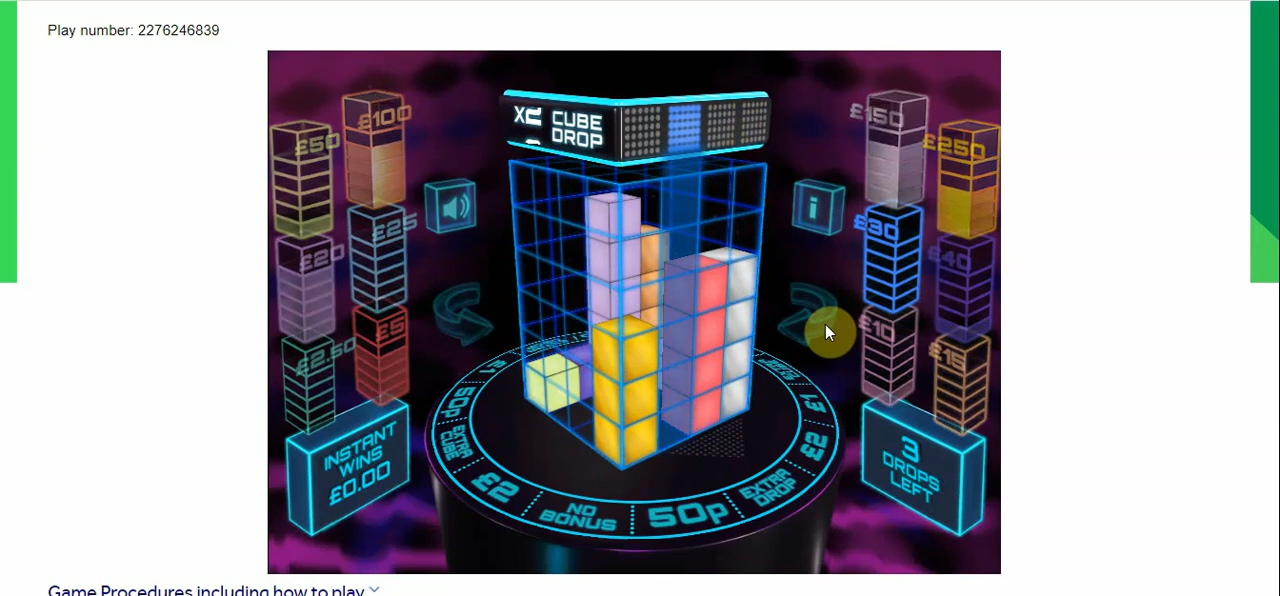 Play number: 2276246839
X2 CUBE
DROP
£50
£100
£20
£25
£2.50
£5
£150
£250
£30
£40
£10
£15
i
INSTANT
WINS
£0.00
3
DROPS
LEFT
£1
50p
EXTRA
CUBE
£2
NO
BONUS
50p
EXTRA
DROP
£2
£1
Game Procedures including how to play